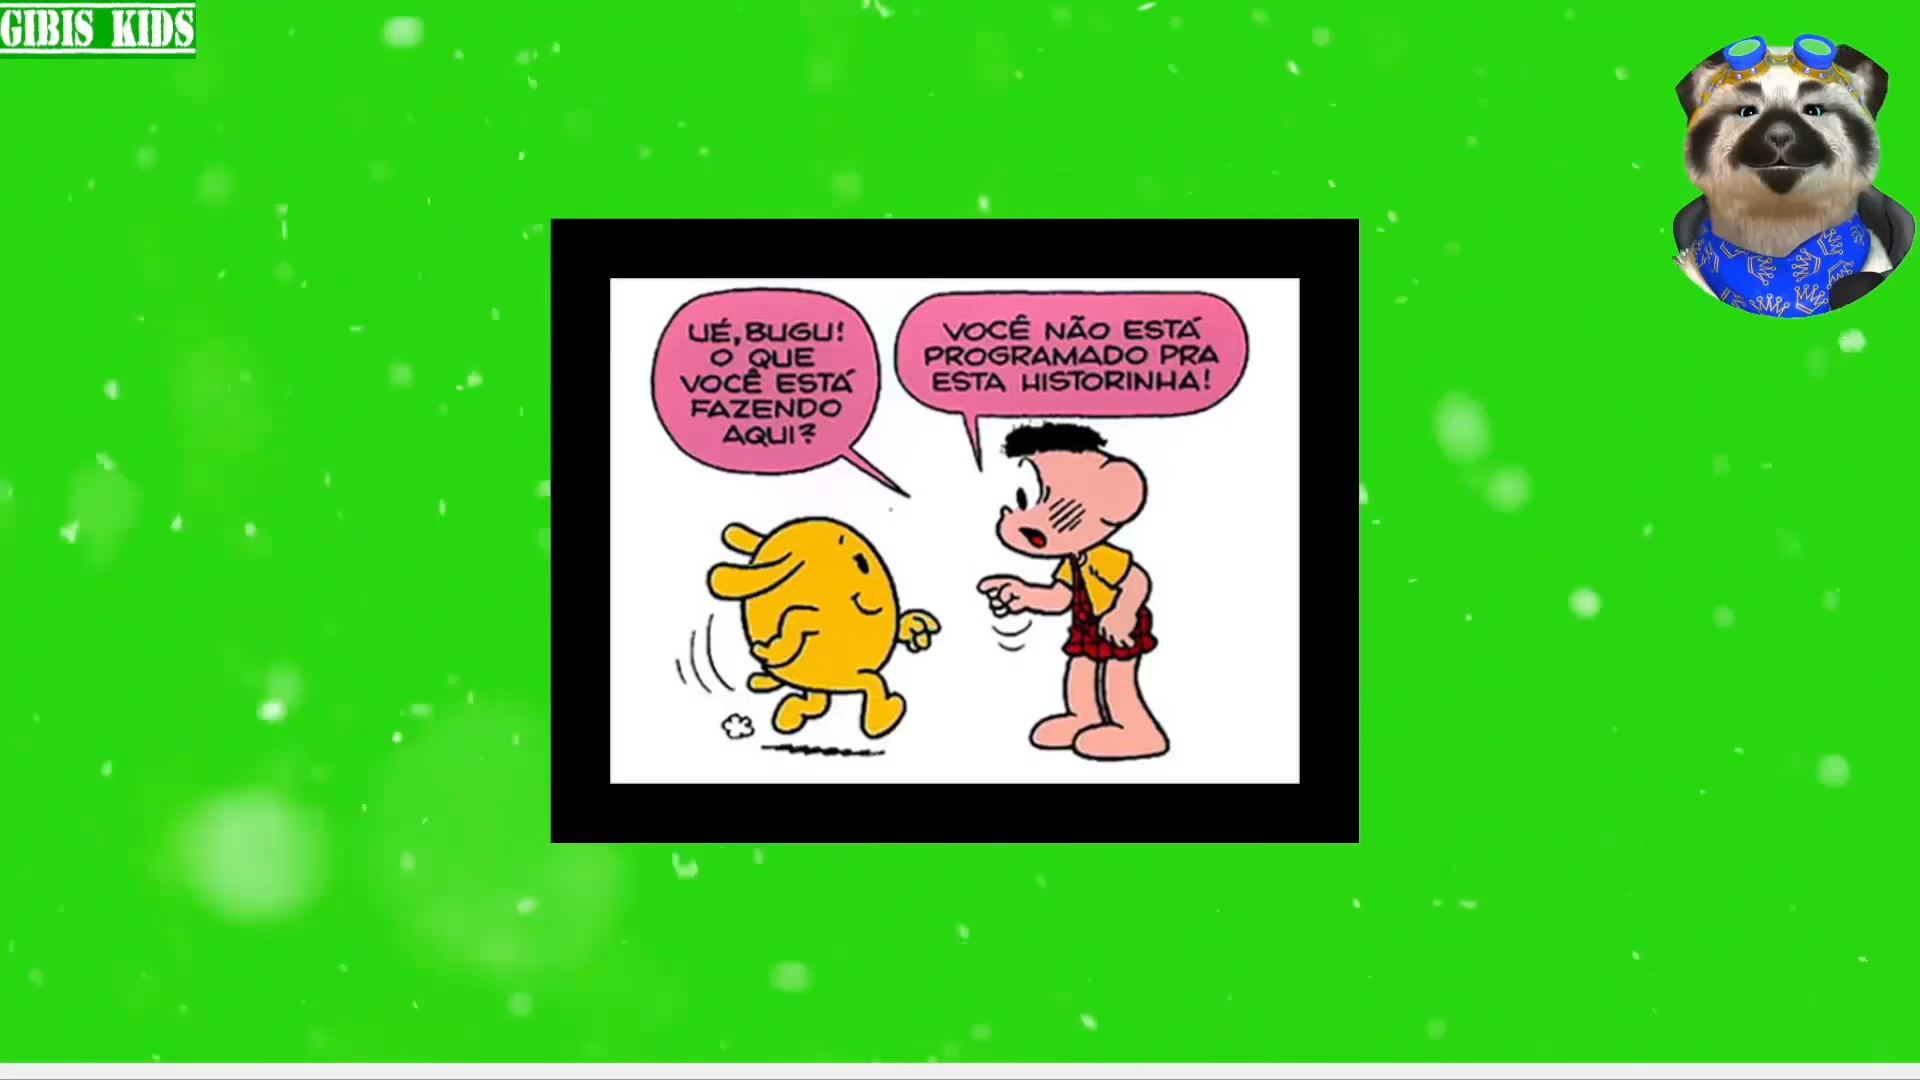 GIBIS KIDS
UÉ, BUGU!
O QUE
VOCÊ ESTÁ
FAZENDO
AQUI?
VOCÊ NÃO ESTÁ
PROGRAMADO PRA
ESTA HISTORINHA!